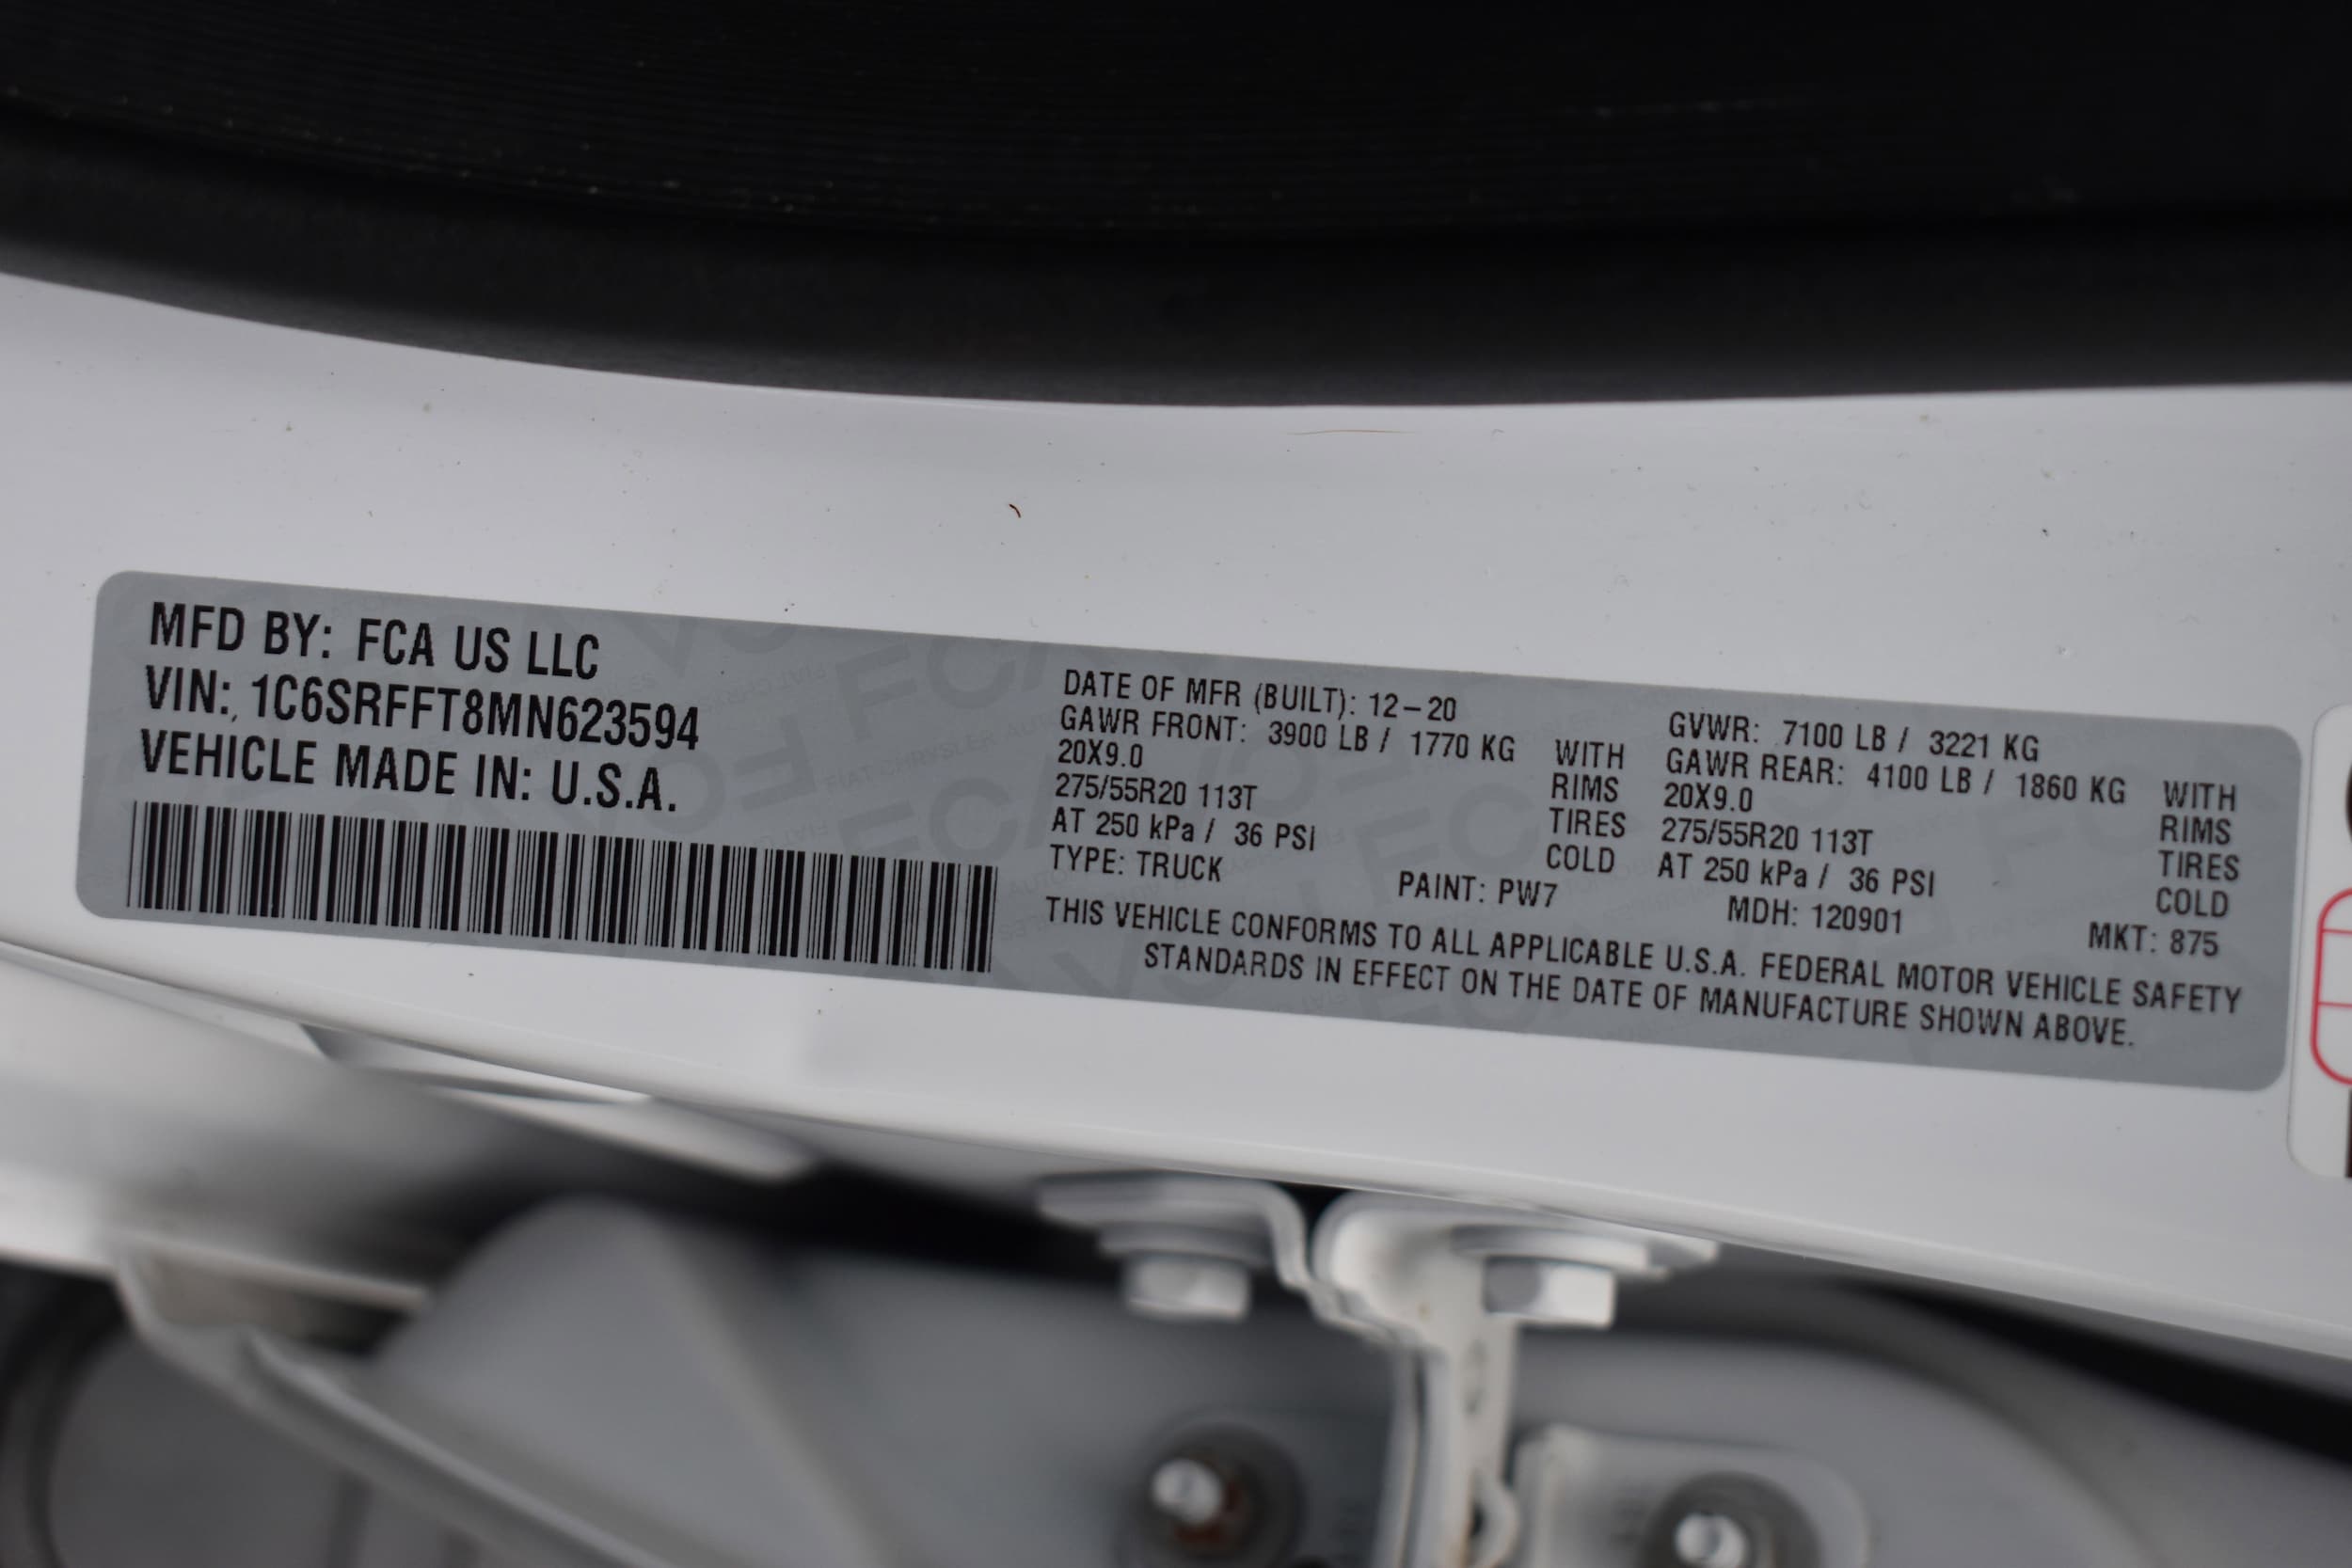 MFD BY: FCA US LLC
VIN: 1C6SRFFT8MN623594
VEHICLE MADE IN: U.S.A.
DATE OF MFR (BUILT): 12-20 GVWR: 7100 LB / 3221 KG
GAWR FRONT: 3900 LB / 1770 KG WITH GAWR REAR: 4100 LB / 1860 KG WITH
20X9.0 RIMS 20X9.0 RIMS
275/55R20 113T TIRES 275/55R20 113T TIRES
AT 250 kPa / 36 PSI COLD AT 250 kPa / 36 PSI COLD
TYPE: TRUCK PAINT: PW7 MDH: 120901 MKT: 875
THIS VEHICLE CONFORMS TO ALL APPLICABLE U.S.A. FEDERAL MOTOR VEHICLE SAFETY
STANDARDS IN EFFECT ON THE DATE OF MANUFACTURE SHOWN ABOVE.